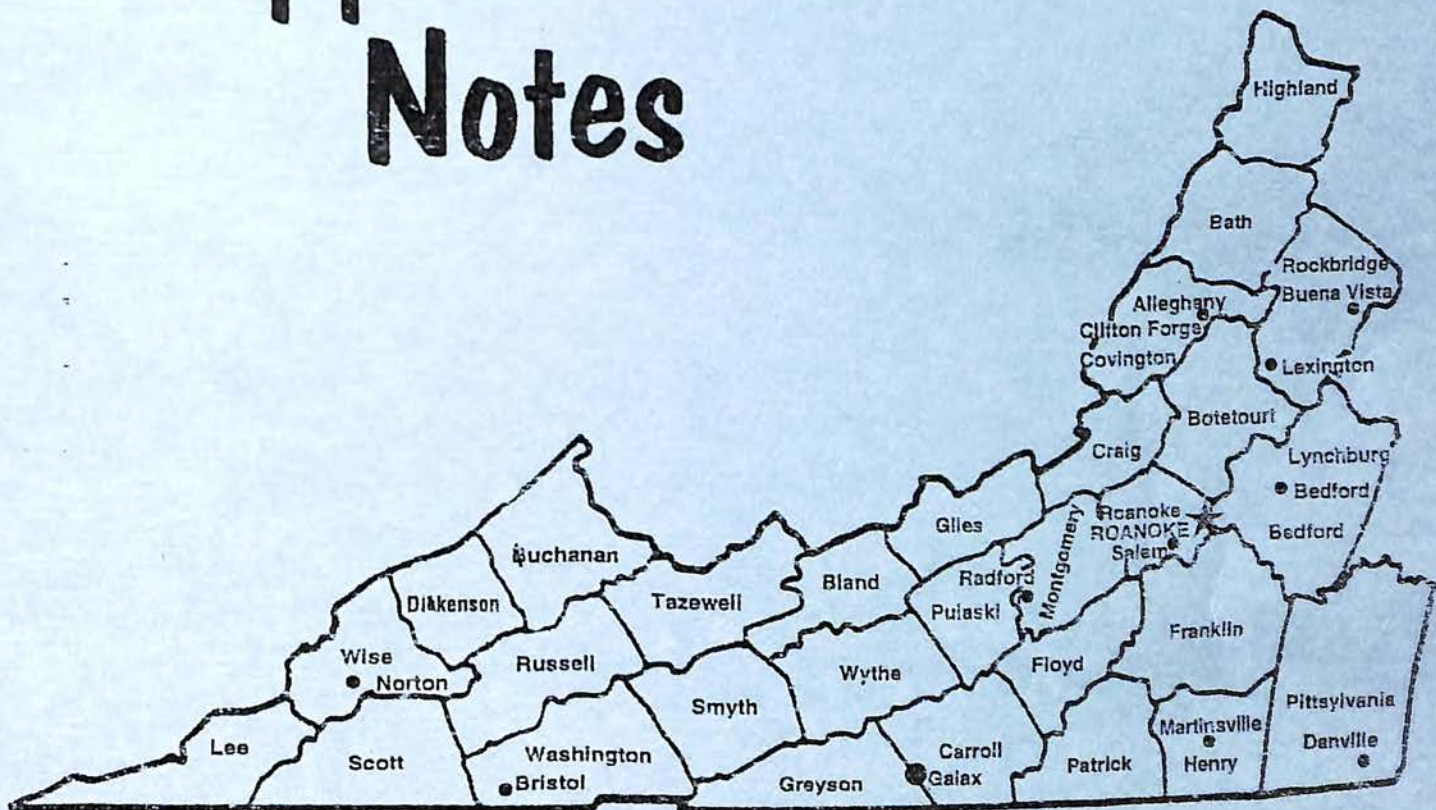 Notes
Highland
Bath
Rockbridge
Alleghany
Buena Vista
Clifton Forge
Covington
Lexington
Botetourt
Craig
Lynchburg
Bedford
Giles
Roanoke
ROANOKE
Bedford
Salem
Montgomery
Buchanan
Bland
Radford
Dickenson
Tazewell
Pulaski
Franklin
Wise
Russell
Wythe
Floyd
Norton
Smyth
Pittsylvania
Martinsville
Lee
Washington
Carroll
Danville
Scott
Bristol
Greyson
Galax
Patrick
Henry